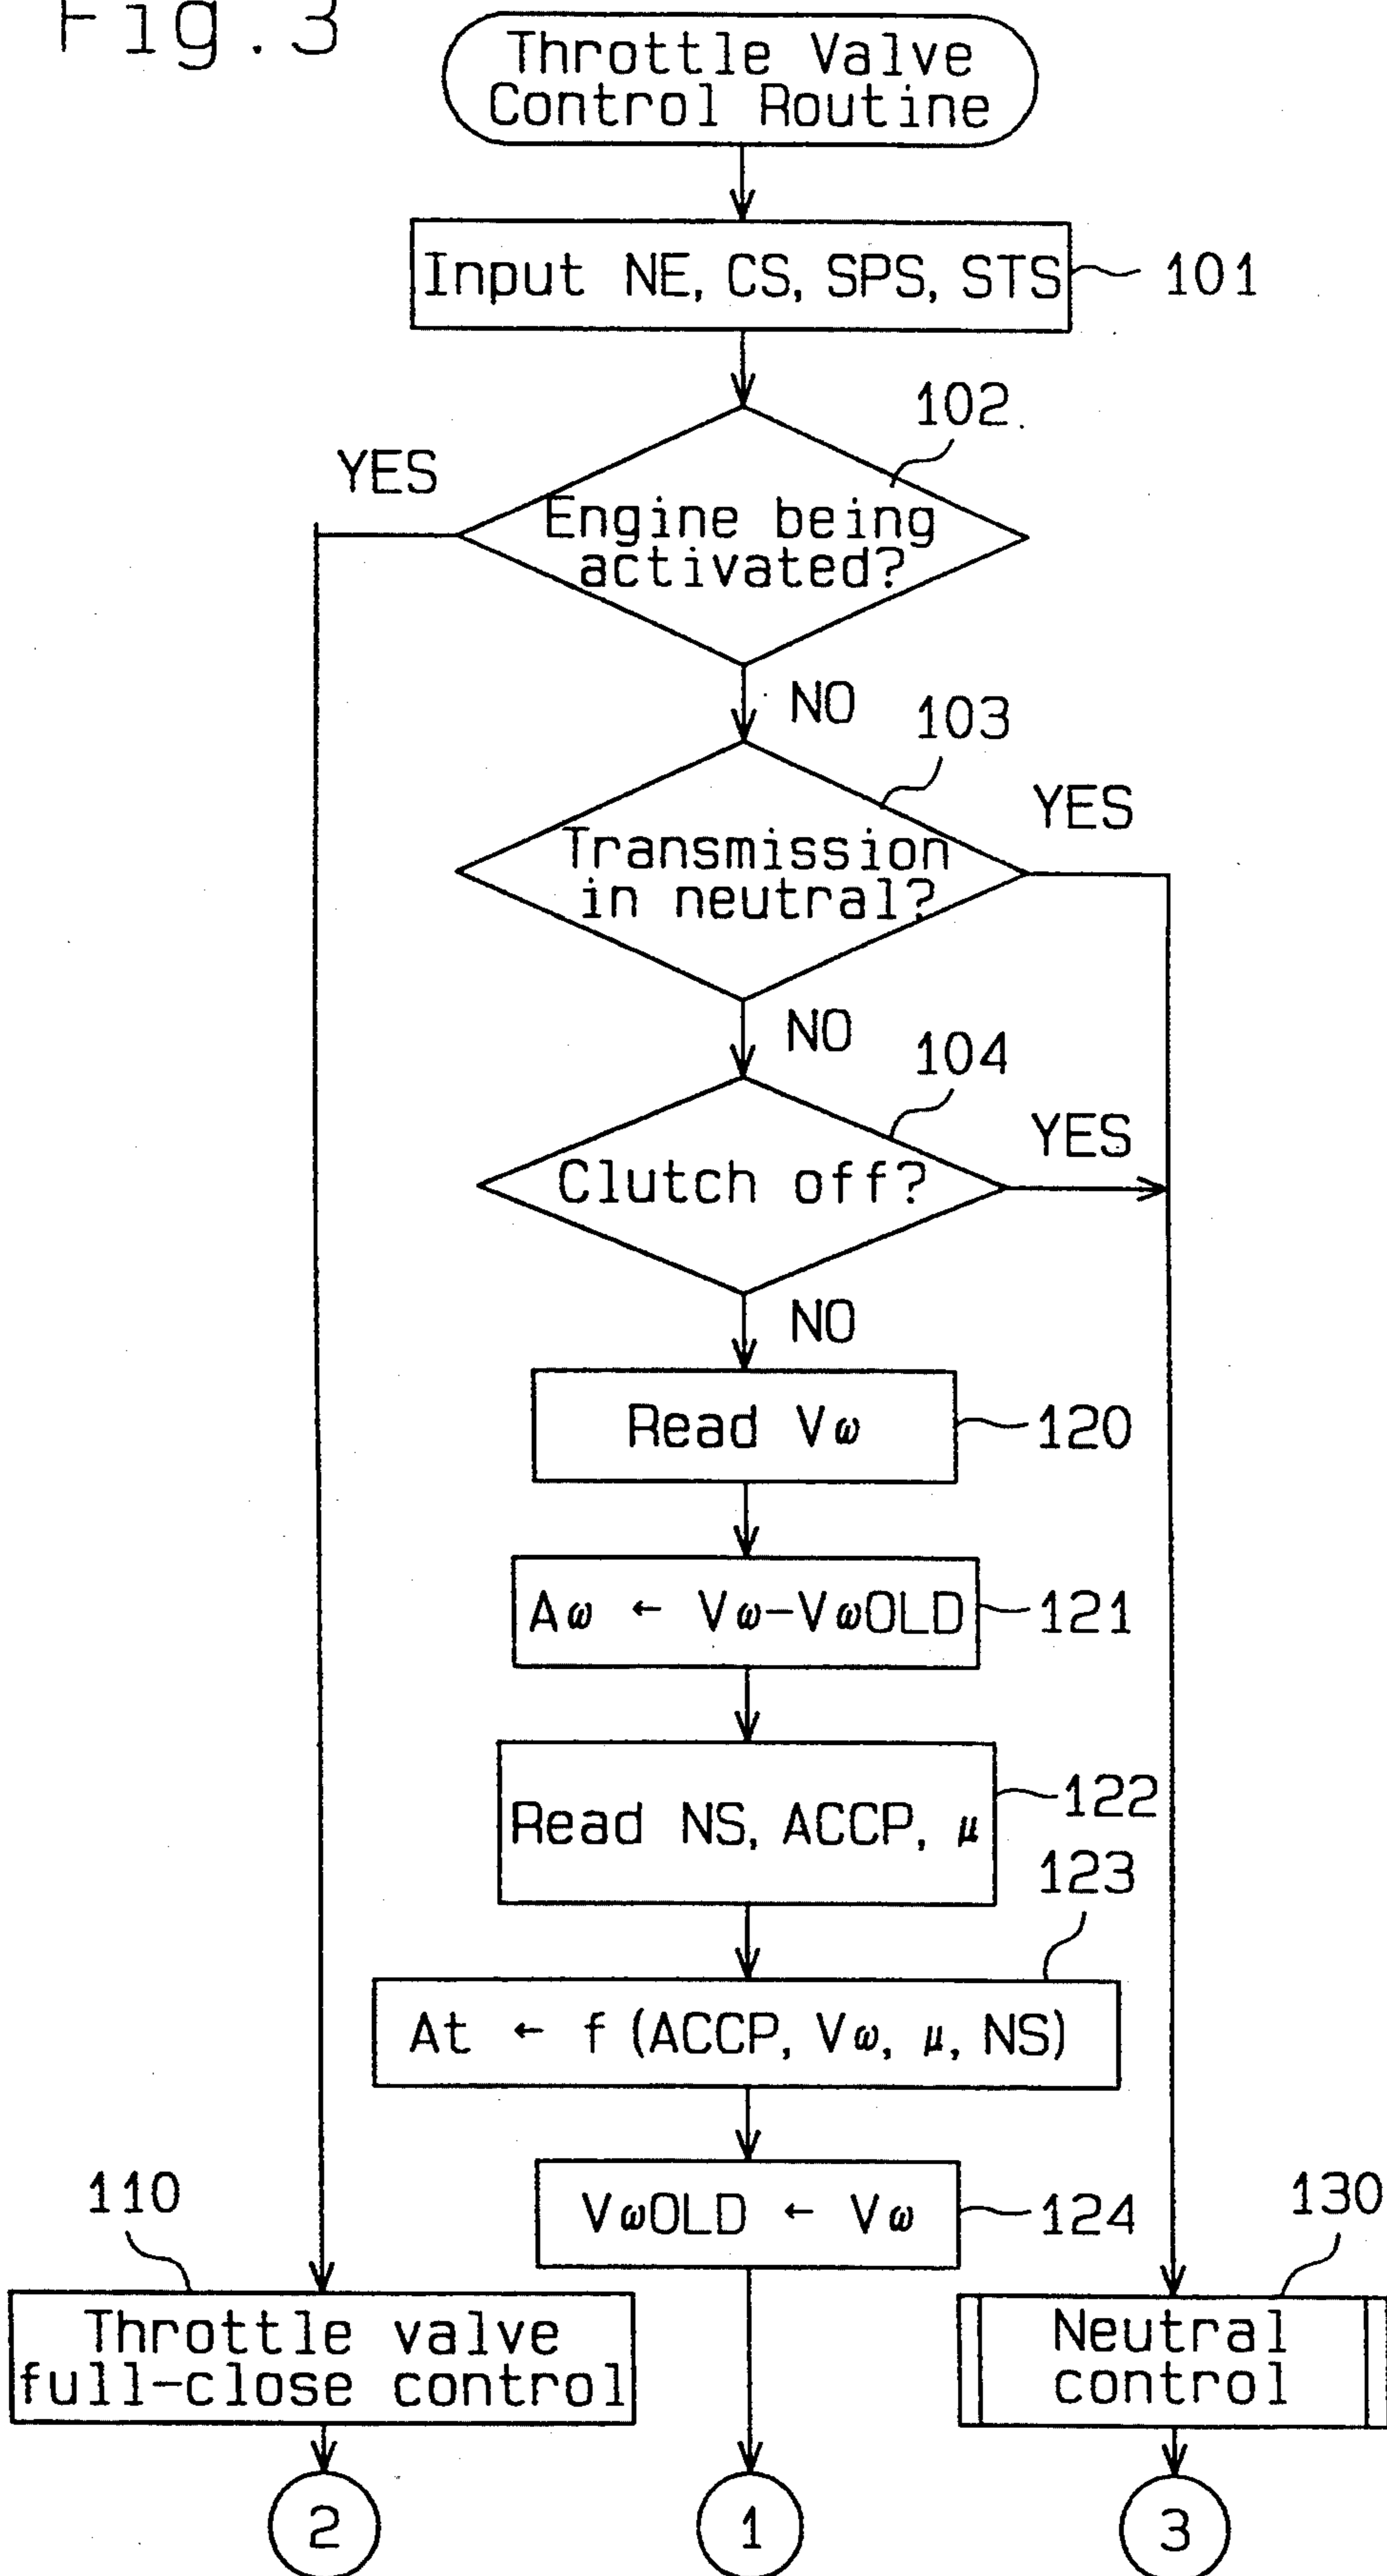 Fig.3
Throttle Valve
Control Routine
Input NE, CS, SPS, STS
101
102
YES
Engine being
activated?
NO
103
YES
Transmission
in neutral?
NO
104
YES
Clutch off?
NO
Read Vω
120
Aω ← Vω-VωOLD
121
Read NS, ACCP, μ
122
123
At ← f (ACCP, Vω, μ, NS)
110
VωOLD ← Vω
124
130
Throttle valve
full-close control
Neutral
control
2
1
3